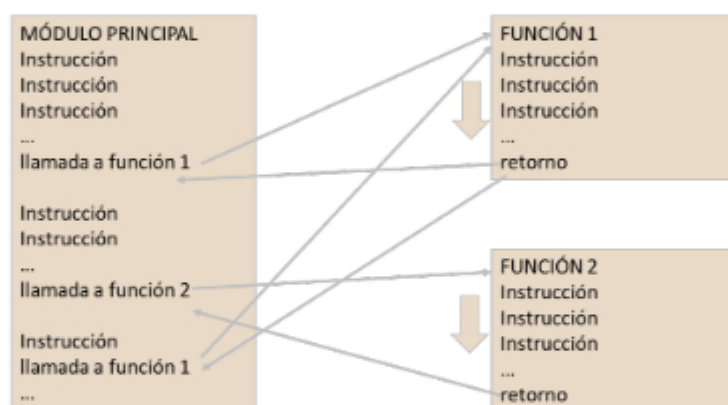 MÓDULO PRINCIPAL
Instrucción
Instrucción
Instrucción
...
llamada a función 1
Instrucción
Instrucción
...
llamada a función 2
Instrucción
llamada a función 1
...
FUNCIÓN 1
Instrucción
Instrucción
Instrucción
...
retorno
FUNCIÓN 2
Instrucción
Instrucción
Instrucción
...
retorno